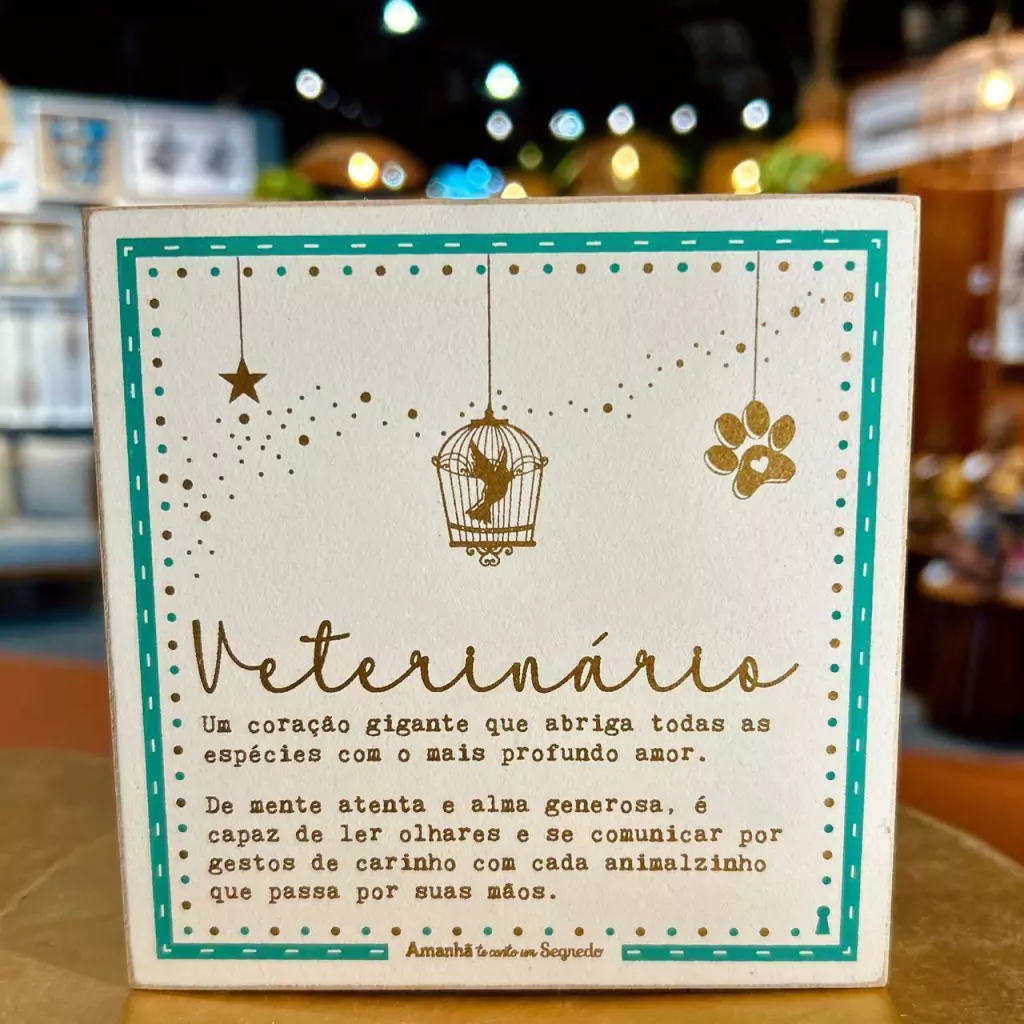 Veterinário
Um coração gigante que abriga todas as
espécies com o mais profundo amor.
De mente atenta e alma generosa, é
capaz de ler olhares e se comunicar por
gestos de carinho com cada animalzinho
que passa por suas mãos.
Amanhã te conto um Segredo